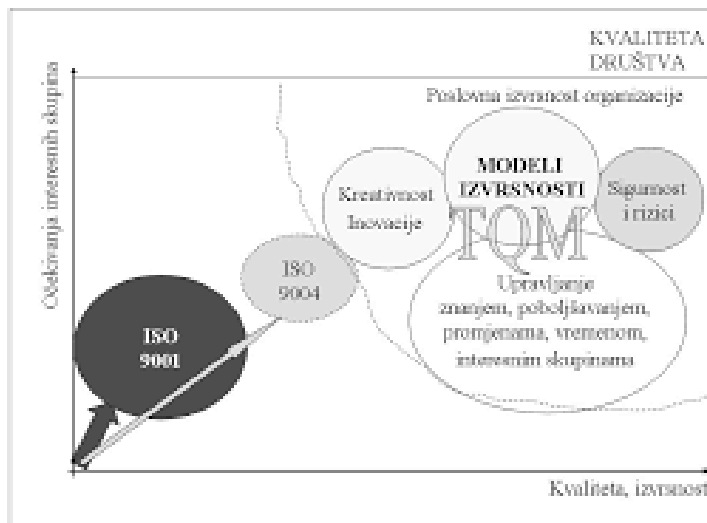 KVALITETA
DRUŠTVA
Poslovna izvrsnost organizacije
Očekivanja interesnih skupina
MODELI
IZVRSNOSTI
TQM
Kreativnost
Inovacije
Sigurnost
i rizici
ISO
9004
Upravljanje
znanjem, poboljšavanjem,
promjenama, vremenom,
interesnim skupinama
ISO
9001
Kvaliteta, izvrsnost